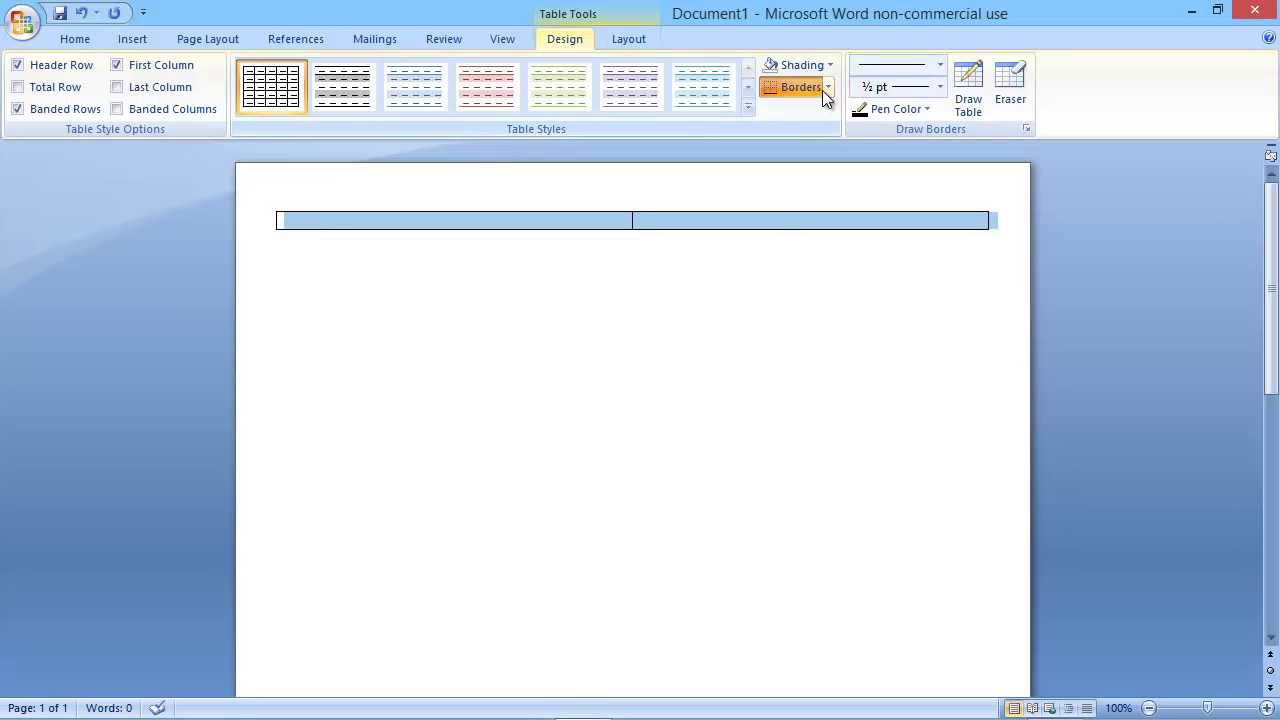 Table Tools
Document1 - Microsoft Word non-commercial use
Home Insert Page Layout References Mailings Review View Design Layout
Header Row First Column
Total Row Last Column
Banded Rows Banded Columns
Table Style Options
Table Styles
Shading
Borders
½ pt
Pen Color
Draw Table
Eraser
Draw Borders
Page: 1 of 1 Words: 0 100%